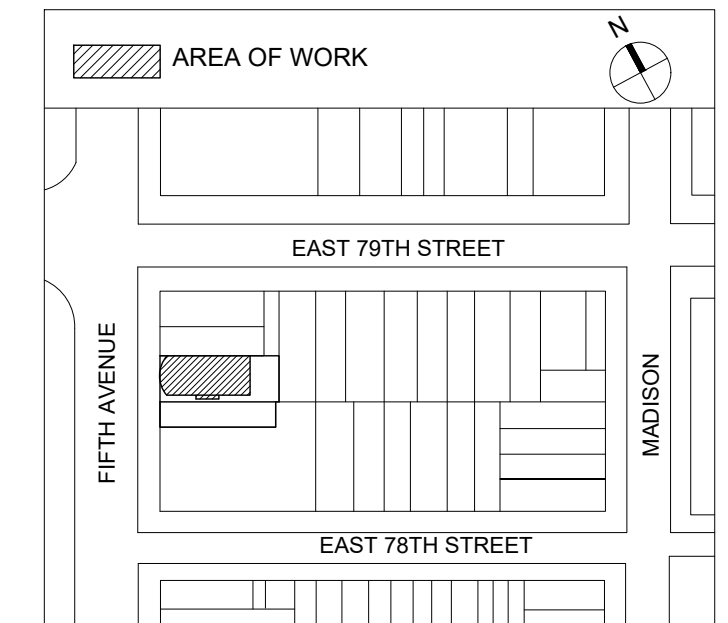 AREA OF WORK
N
EAST 79TH STREET
FIFTH AVENUE
MADISON
EAST 78TH STREET